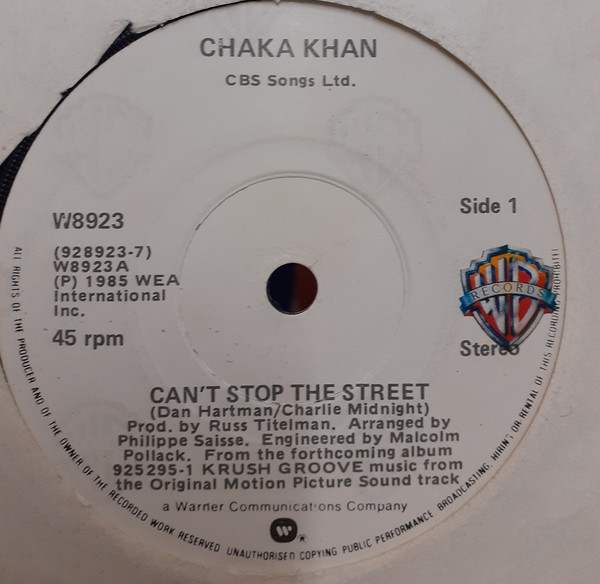 CHAKA KHAN
CBS Songs Ltd.
W8923
Side 1
(928923-7)
W8923 A
(P) 1985 WEA
International
Inc.
45 rpm
WB
RECORDS
Stereo
CAN'T STOP THE STREET
(Dan Hartman/Charlie Midnight)
Prod. by Russ Titelman. Arranged by
Philippe Saisse. Engineered by Malcolm
Pollack. From the forthcoming album
925295-1 KRUSH GROOVE music from
the Original Motion Picture Sound track
a Warner Communications Company
ALL RIGHTS OF THE PRODUCER AND OF THE OWNER OF THE RECORDED WORK RESERVED UNAUTHORISED COPYING PUBLIC PERFORMANCE BROADCASTING, HIRING OR RENTAL OF THIS RECORDING PROHIBITED